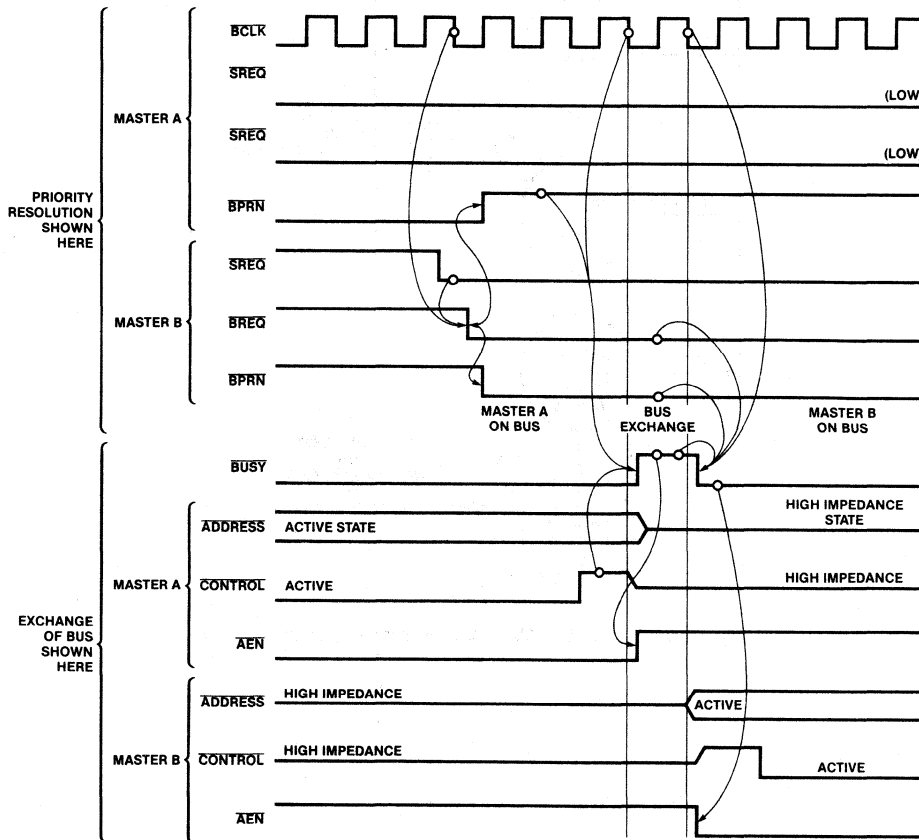 BCLK
SREQ
(LOW
MASTER A
SREQ
(LOW
PRIORITY
RESOLUTION
SHOWN
HERE
BPRN
SREQ
MASTER B
BREQ
BPRN
MASTER A
ON BUS
BUS
EXCHANGE
MASTER B
ON BUS
BUSY
ADDRESS
ACTIVE STATE
HIGH IMPEDANCE
STATE
MASTER A
CONTROL
ACTIVE
HIGH IMPEDANCE
EXCHANGE
OF BUS
SHOWN
HERE
AEN
ADDRESS
HIGH IMPEDANCE
ACTIVE
MASTER B
CONTROL
HIGH IMPEDANCE
ACTIVE
AEN